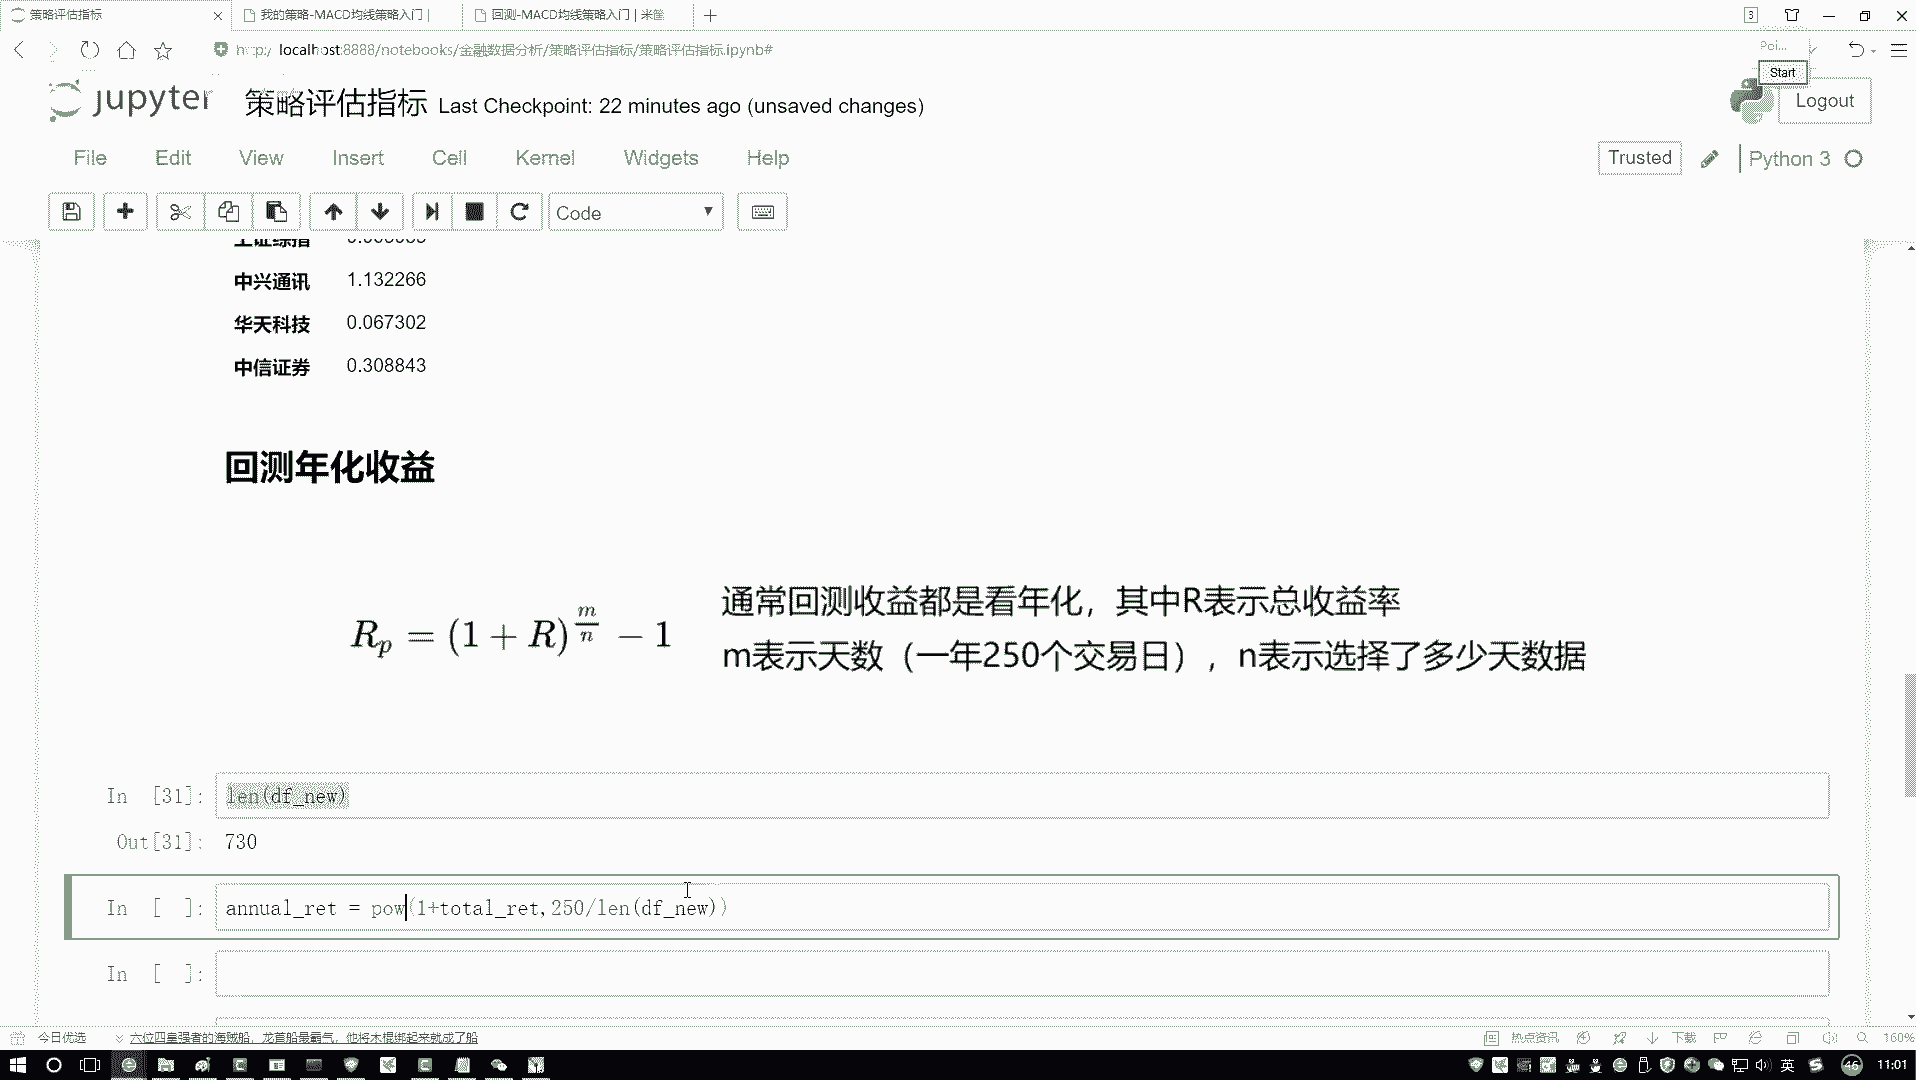 策略评估指标
我的策略-MACD均线策略入门 |
回测-MACD均线策略入门 | 米筐
3
localhost:8888/notebooks/金融数据分析/策略评估指标/策略评估指标.ipynb#
Poi...
Start
jupyter 策略评估指标 Last Checkpoint: 22 minutes ago (unsaved changes)
Logout
File Edit View Insert Cell Kernel Widgets Help
Trusted
Python 3
Code
上证综指
中兴通讯 1.132266
华天科技 0.067302
中信证券 0.308843
回测年化收益
R_p = (1 + R)^{m/n} − 1
通常回测收益都是看年化，其中R表示总收益率
m表示天数（一年250个交易日），n表示选择了多少天数据
In [31]: len(df_new)
Out[31]: 730
In [ ]: annual_ret = pow(1+total_ret,250/len(df_new))
In [ ]:
今日优选
六位四皇强者的海贼船，龙首船最霸气，他将木棍绑起来就成了船
热点资讯
下载
160%
英
46
11:01